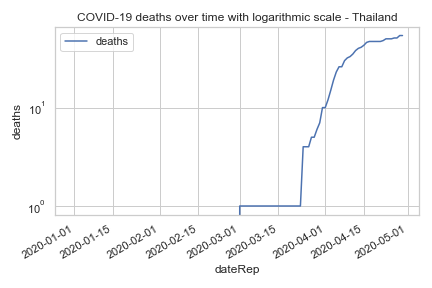 COVID-19 deaths over time with logarithmic scale - Thailand
deaths
deaths
10¹
10⁰
2020-01-01
2020-01-15
2020-02-01
2020-02-15
2020-03-01
2020-03-15
2020-04-01
2020-04-15
2020-05-01
dateRep